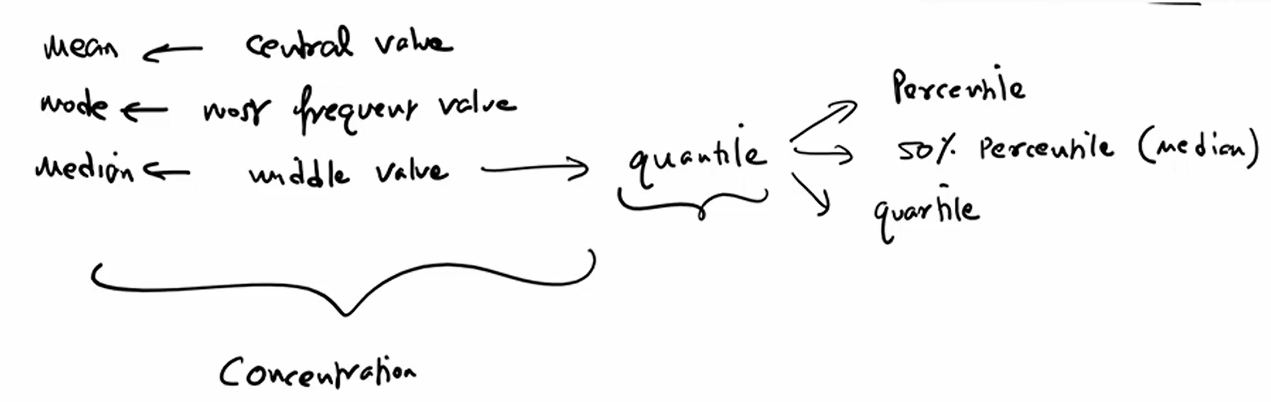 mean ← central value
mode ← most frequent value
median ← middle value → quantile
Percentile
50% Percentile (median)
quartile
Concentration